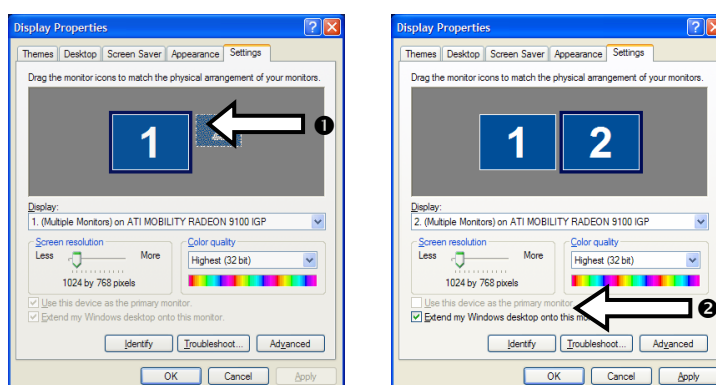 Display Properties
Themes Desktop Screen Saver Appearance Settings
Drag the monitor icons to match the physical arrangement of your monitors.
1
❶
Display:
1. (Multiple Monitors) on ATI MOBILITY RADEON 9100 IGP
Screen resolution
Less More
1024 by 768 pixels
Color quality
Highest (32 bit)
Use this device as the primary monitor.
Extend my Windows desktop onto this monitor.
Identify Troubleshoot... Advanced
OK Cancel Apply
Display Properties
Themes Desktop Screen Saver Appearance Settings
Drag the monitor icons to match the physical arrangement of your monitors.
1 2
Display:
2. (Multiple Monitors) on ATI MOBILITY RADEON 9100 IGP
Screen resolution
Less More
1024 by 768 pixels
Color quality
Highest (32 bit)
Use this device as the primary monitor
❷
Extend my Windows desktop onto this
Identify Troubleshoot... Advanced
OK Cancel Apply